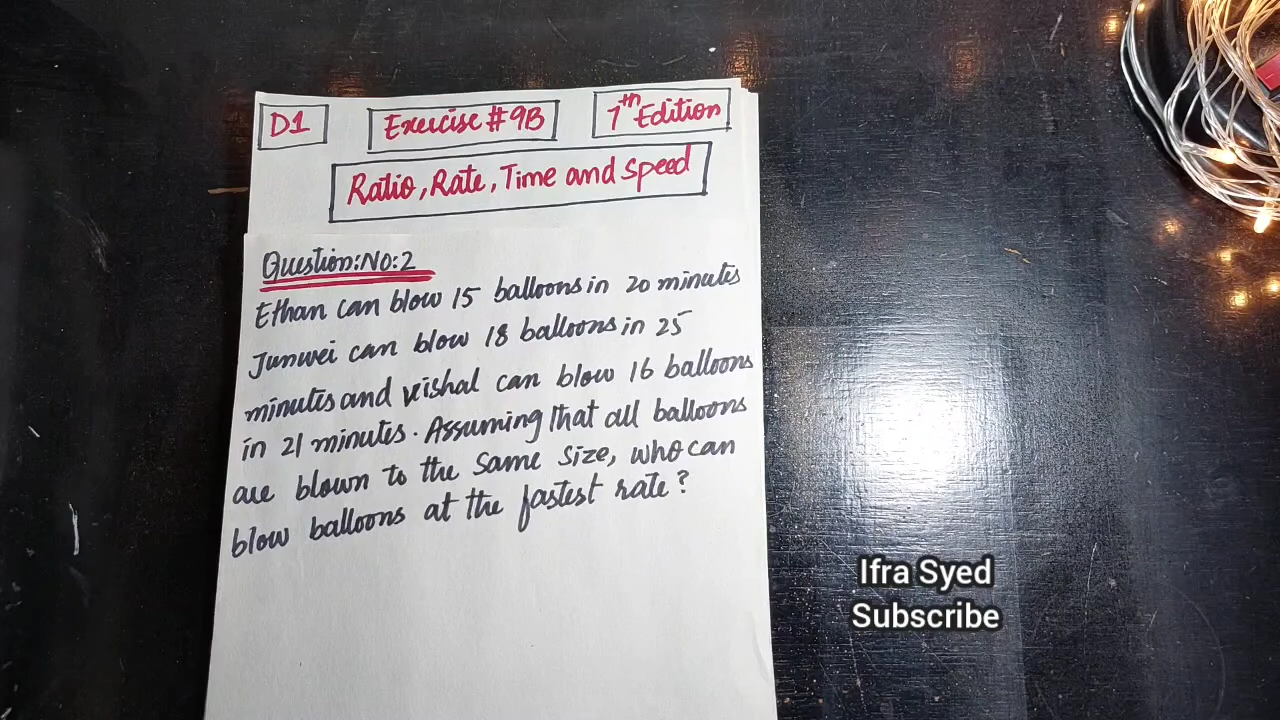 D1
Exercise #9B
7th Edition
Ratio, Rate, Time and speed
Question:No:2
Ethan can blow 15 balloons in 20 minutes
Junwei can blow 18 balloons in 25
minutes and vishal can blow 16 balloons
in 21 minutes. Assuming that all balloons
are blown to the same size, who can
blow balloons at the fastest rate?
Ifra Syed
Subscribe